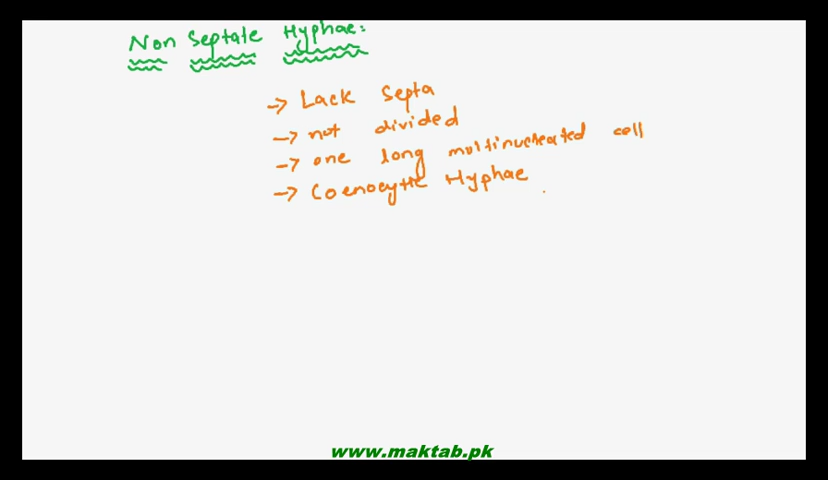 Non Septate Hyphae:
→ Lack Septa
→ not divided
→ one long multinucleated cell
→ Coenocytic Hyphae
www.maktab.pk